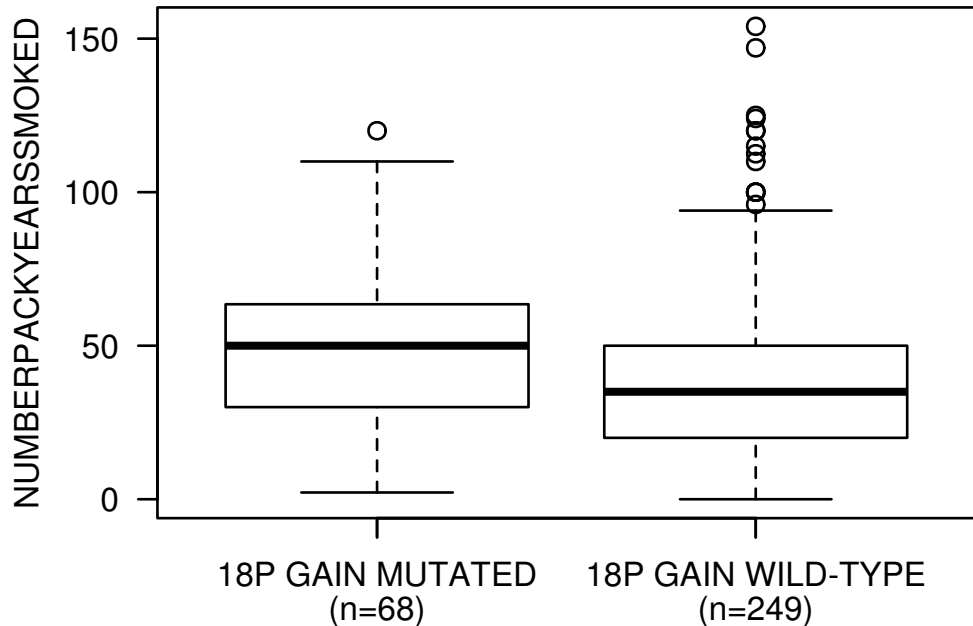 NUMBERPACKYEARSSMOKED
150
100
50
0
18P GAIN MUTATED
(n=68)
18P GAIN WILD-TYPE
(n=249)